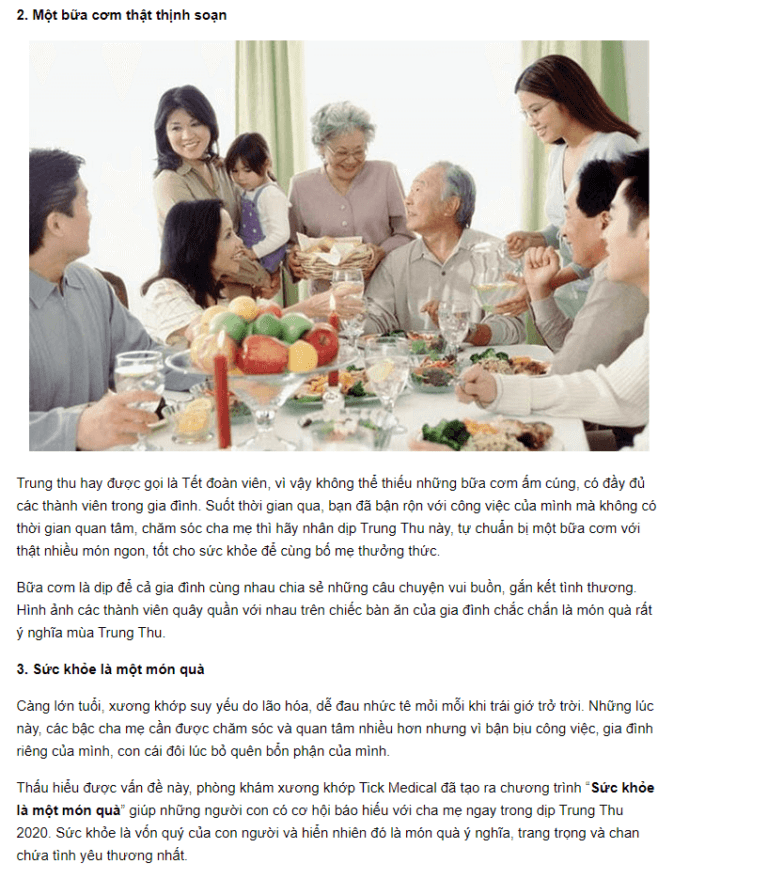 2. Một bữa cơm thật thịnh soạn
Trung thu hay được gọi là Tết đoàn viên, vì vậy không thể thiếu những bữa cơm ấm cúng, có đầy đủ
các thành viên trong gia đình. Suốt thời gian qua, bạn đã bận rộn với công việc của mình mà không có
thời gian quan tâm, chăm sóc cha mẹ thì hãy nhân dịp Trung Thu này, tự chuẩn bị một bữa cơm với
thật nhiều món ngon, tốt cho sức khỏe để cùng bố mẹ thưởng thức.
Bữa cơm là dịp để cả gia đình cùng nhau chia sẻ những câu chuyện vui buồn, gắn kết tình thương.
Hình ảnh các thành viên quây quần với nhau trên chiếc bàn ăn của gia đình chắc chắn là món quà rất
ý nghĩa mùa Trung Thu.
3. Sức khỏe là một món quà
Càng lớn tuổi, xương khớp suy yếu do lão hóa, dễ đau nhức tê mỏi mỗi khi trái giớ trở trời. Những lúc
này, các bậc cha mẹ cần được chăm sóc và quan tâm nhiều hơn nhưng vì bận bịu công việc, gia đình
riêng của mình, con cái đôi lúc bỏ quên bổn phận của mình.
Thấu hiểu được vấn đề này, phòng khám xương khớp Tick Medical đã tạo ra chương trình "Sức khỏe
là một món quà" giúp những người con có cơ hội báo hiếu với cha mẹ ngay trong dịp Trung Thu
2020. Sức khỏe là vốn quý của con người và hiển nhiên đó là món quà ý nghĩa, trang trọng và chan
chứa tình yêu thương nhất.